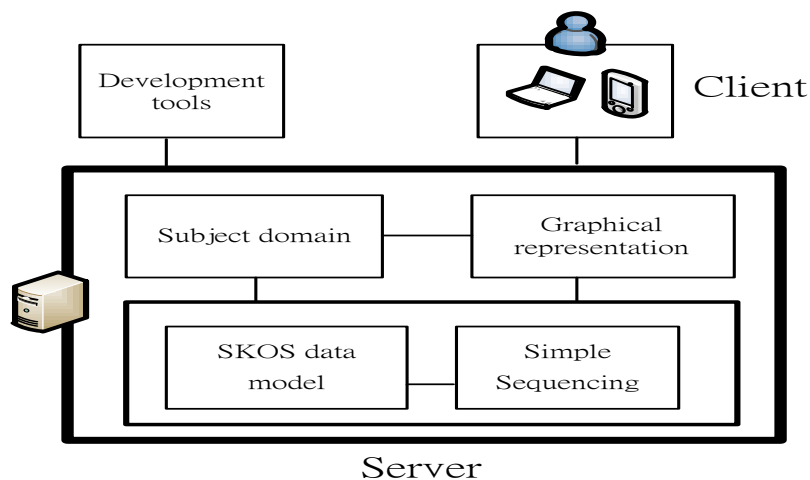 Development
tools
Client
Subject domain
Graphical
representation
SKOS data
model
Simple
Sequencing
Server